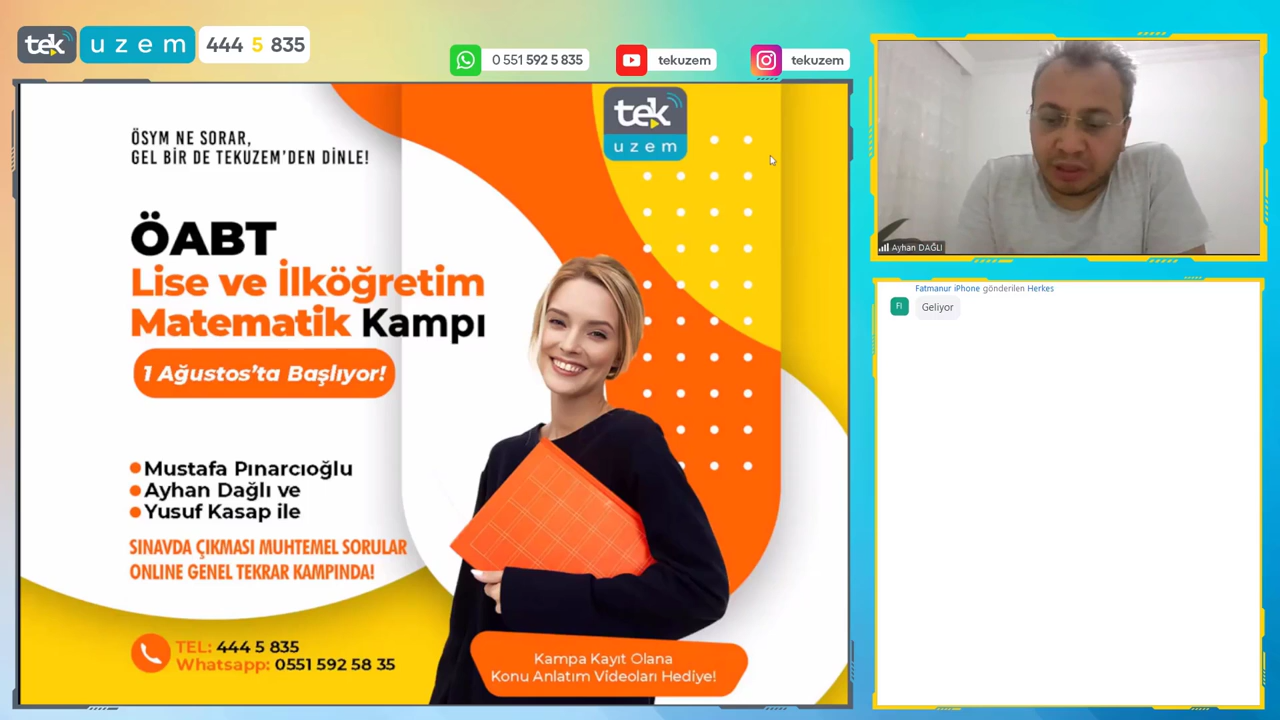 tek uzem 444 5 835
0 551 592 5 835
tekuzem
tekuzem
ÖSYM NE SORAR,
GEL BİR DE TEKUZEM'DEN DİNLE!
tek
uzem
ÖABT
Lise ve İlköğretim
Matematik Kampı
1 Ağustos'ta Başlıyor!
Mustafa Pınarcıoğlu
Ayhan Dağlı ve
Yusuf Kasap ile
SINAVDA ÇIKMASI MUHTEMEL SORULAR
ONLINE GENEL TEKRAR KAMPINDA!
TEL: 444 5 835
Whatsapp: 0551 592 58 35
Kampa Kayıt Olana
Konu Anlatım Videoları Hediye!
Ayhan DAĞLI
Fatmanur iPhone gönderilen Herkes
FI
Geliyor